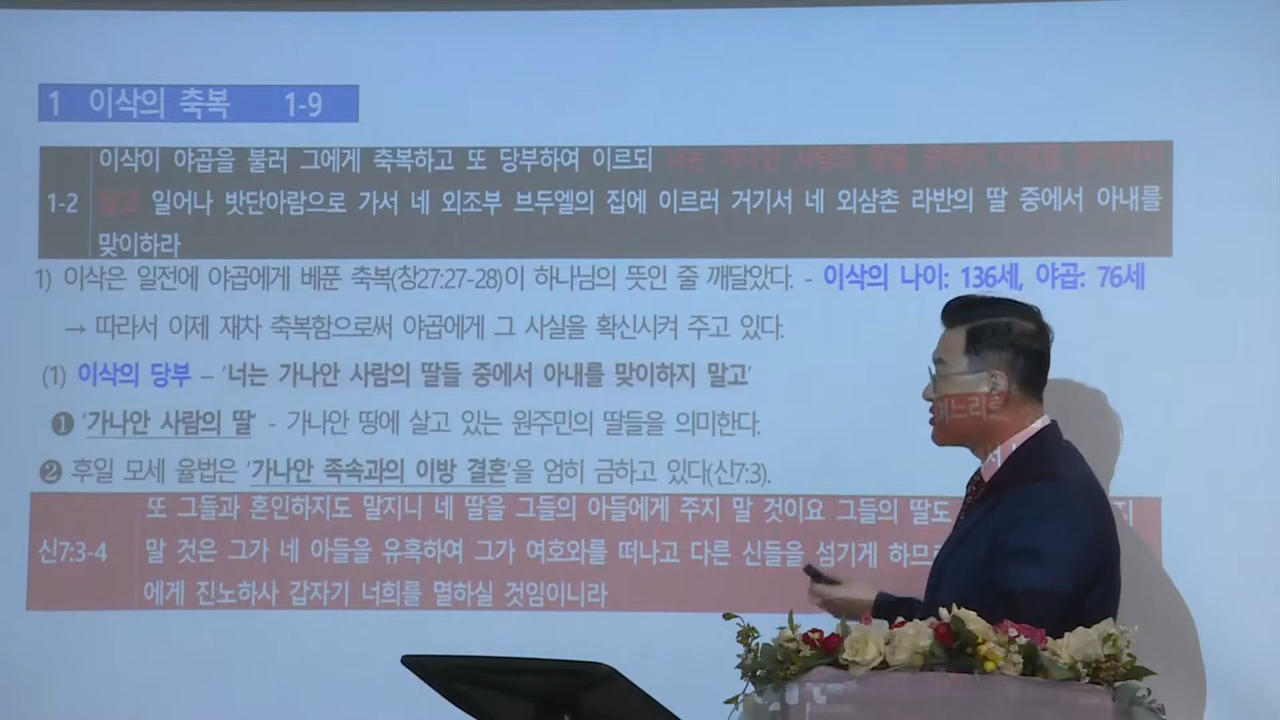 1 이삭의 축복 1-9
이삭이 야곱을 불러 그에게 축복하고 또 당부하여 이르되
1-2 말고 일어나 밧단아람으로 가서 네 외조부 브두엘의 집에 이르러 거기서 네 외삼촌 라반의 딸 중에서 아내를
맞이하라
1) 이삭은 일전에 야곱에게 베푼 축복(창27:27-28)이 하나님의 뜻인 줄 깨달았다. - 이삭의 나이: 136세, 야곱: 76세
→ 따라서 이제 재차 축복함으로써 야곱에게 그 사실을 확신시켜 주고 있다.
(1) 이삭의 당부 – '너는 가나안 사람의 딸들 중에서 아내를 맞이하지 말고'
❶ '가나안 사람의 딸' - 가나안 땅에 살고 있는 원주민의 딸들을 의미한다.
❷ 후일 모세 율법은 '가나안 족속과의 이방 결혼'을 엄히 금하고 있다(신7:3).
또 그들과 혼인하지도 말지니 네 딸을 그들의 아들에게 주지 말 것이요 그들의 딸도 며느리 지
신7:3-4 말 것은 그가 네 아들을 유혹하여 그가 여호와를 떠나고 다른 신들을 섬기게 하므로
에게 진노하사 갑자기 너희를 멸하실 것임이니라